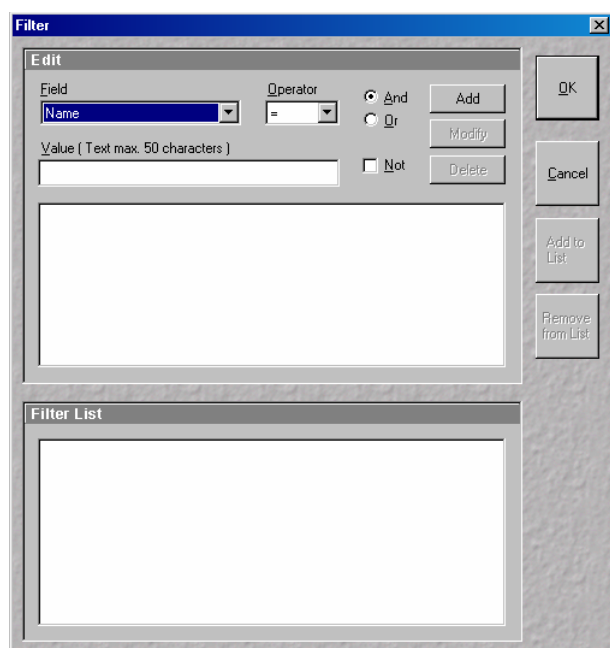 Filter
Edit
Field
Operator
Name
=
And
Or
Add
Modify
Value ( Text max. 50 characters )
Not
Delete
OK
Cancel
Add to
List
Remove
from List
Filter List